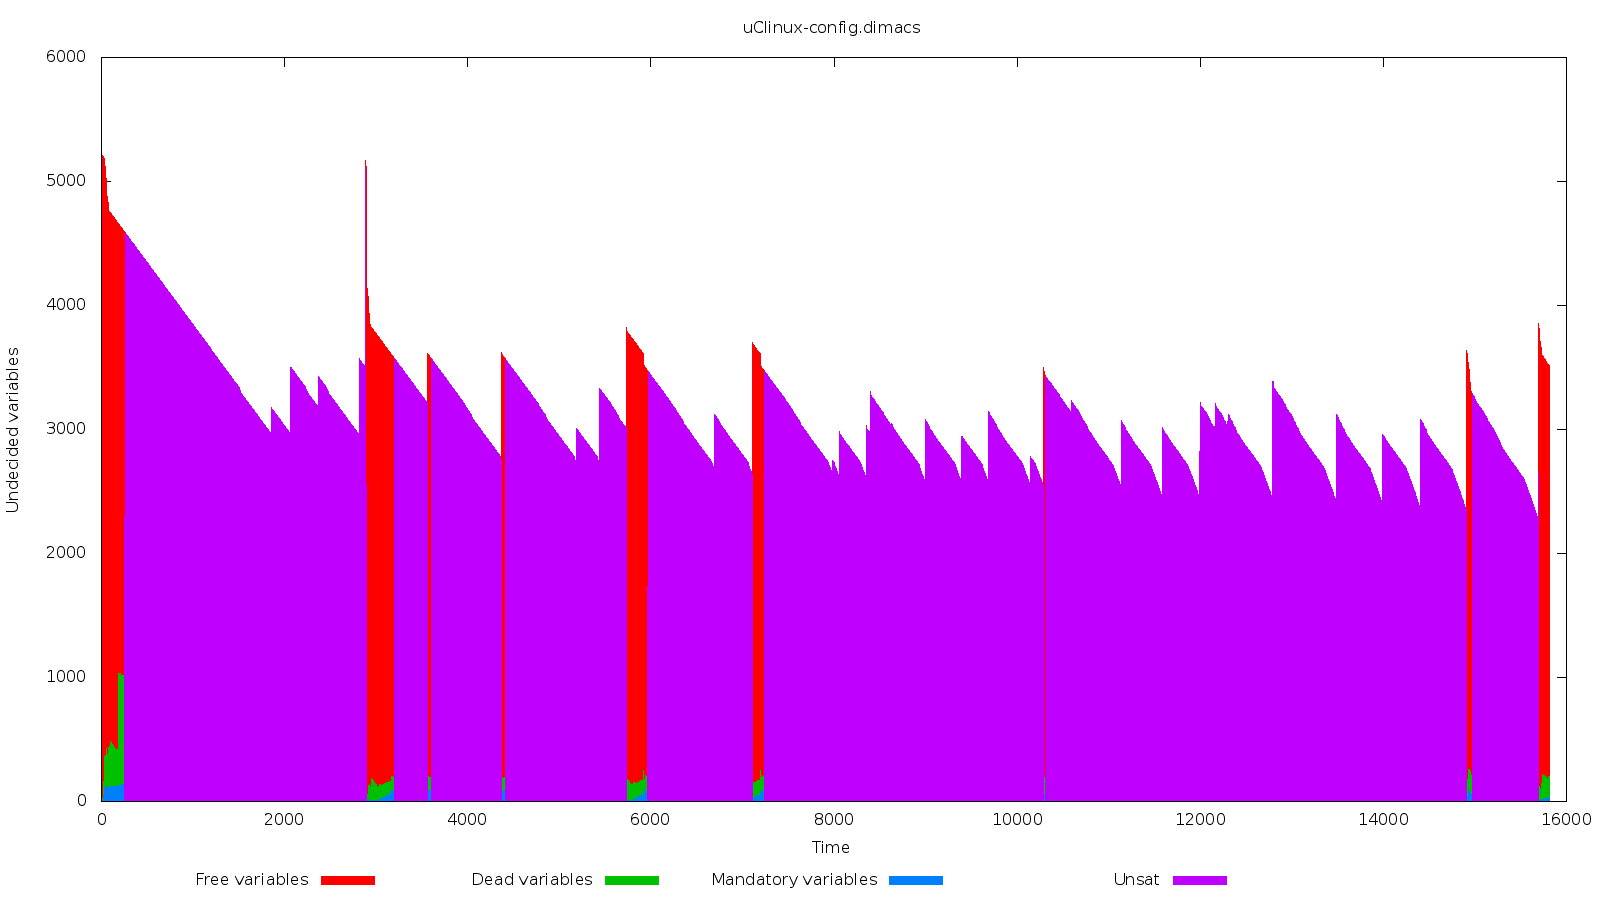 uClinux-config.dimacs
6000
5000
4000
3000
2000
1000
0
Undecided variables
0 2000 4000 6000 8000 10000 12000 14000 16000
Time
Free variables Dead variables Mandatory variables Unsat